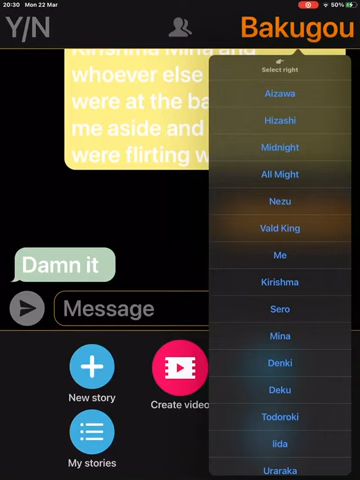 20:30 Mon 22 Mar
50%
Y/N
Bakugou
Kirishma Mina and
whoever else
were at the ba
me aside and
were flirting w
Damn it
Message
New story
Create video
My stories
Select right
Aizawa
Hizashi
Midnight
All Might
Nezu
Vald King
Me
Kirishma
Sero
Mina
Denki
Deku
Todoroki
Iida
Uraraka